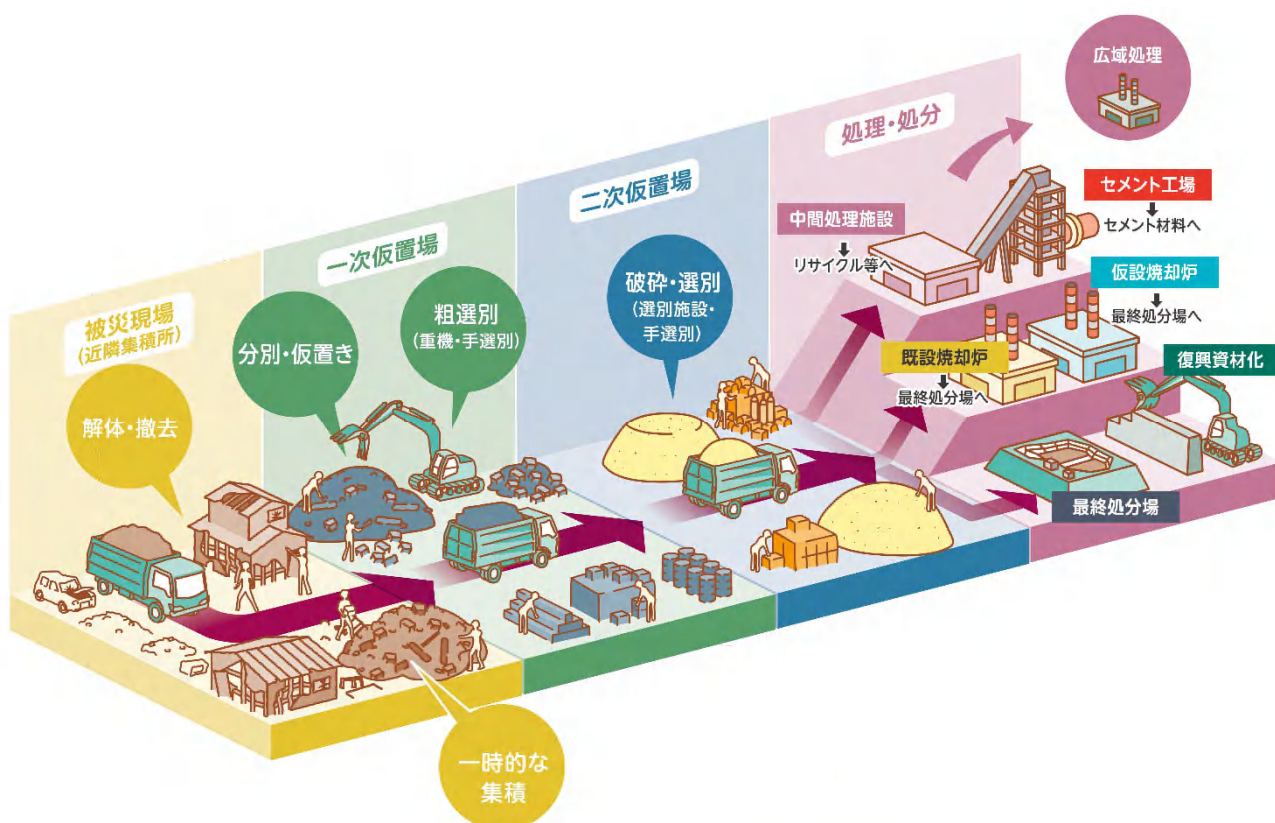 被災現場
(近隣集積所)
解体・撤去
一時的な
集積
一次仮置場
分別・仮置き
粗選別
(重機・手選別)
二次仮置場
破砕・選別
(選別施設・
手選別)
処理・処分
広域処理
中間処理施設
リサイクル等へ
セメント工場
セメント材料へ
仮設焼却炉
最終処分場へ
既設焼却炉
最終処分場へ
復興資材化
最終処分場